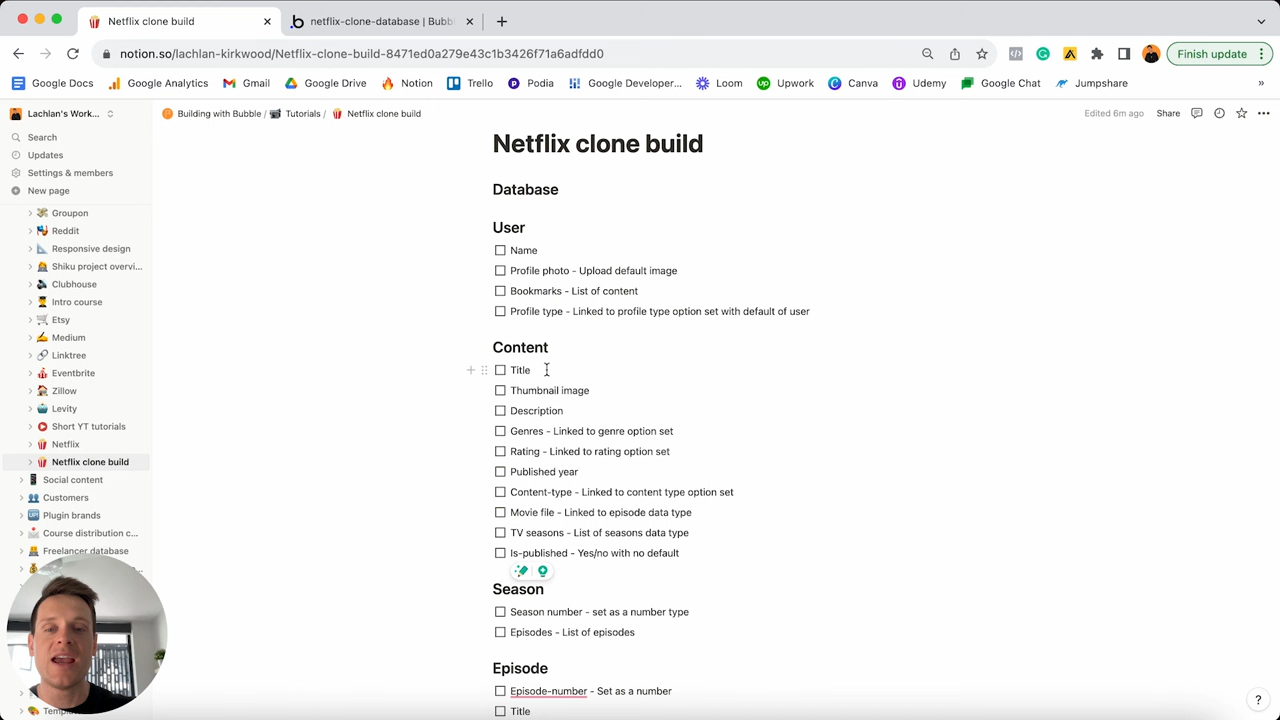 Netflix clone build
netflix-clone-database | Bubb
notion.so/lachlan-kirkwood/Netflix-clone-build-8471ed0a279e43c1b3426f71a6adfdd0
Finish update
Google Docs
Google Analytics
Gmail
Google Drive
Notion
Trello
Podia
Google Developer...
Loom
Upwork
Canva
Udemy
Google Chat
Jumpshare
»
Lachlan's Work...
Building with Bubble / Tutorials / Netflix clone build
Edited 6m ago
Share
Search
Updates
Settings & members
New page
Groupon
Reddit
Responsive design
Shiku project overvi...
Clubhouse
Intro course
Etsy
Medium
Linktree
Eventbrite
Zillow
Levity
Short YT tutorials
Netflix
Netflix clone build
Social content
Customers
Plugin brands
Course distribution c...
Freelancer database
Netflix clone build
Database
User
Name
Profile photo - Upload default image
Bookmarks - List of content
Profile type - Linked to profile type option set with default of user
Content
Title
Thumbnail image
Description
Genres - Linked to genre option set
Rating - Linked to rating option set
Published year
Content-type - Linked to content type option set
Movie file - Linked to episode data type
TV seasons - List of seasons data type
Is-published - Yes/no with no default
Season
Season number - set as a number type
Episodes - List of episodes
Episode
Episode-number - Set as a number
Title
?